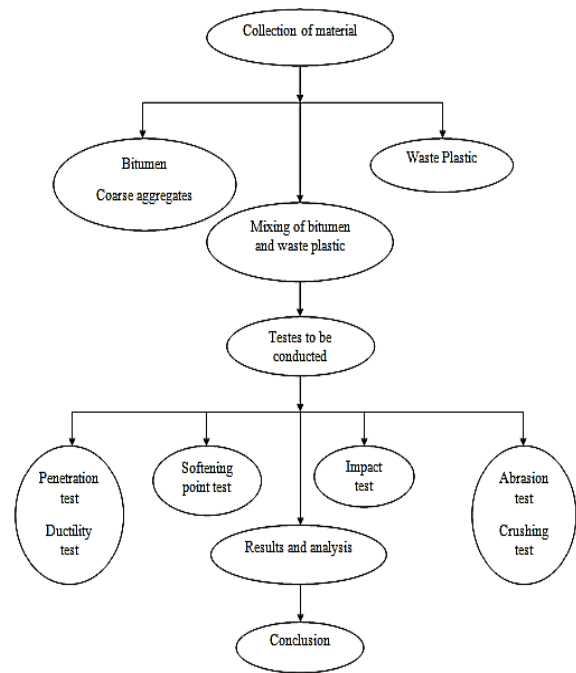 Collection of material
Bitumen
Coarse aggregates
Waste Plastic
Mixing of bitumen
and waste plastic
Testes to be
conducted
Penetration
test
Ductility
test
Softening
point test
Impact
test
Abrasion
test
Crushing
test
Results and analysis
Conclusion